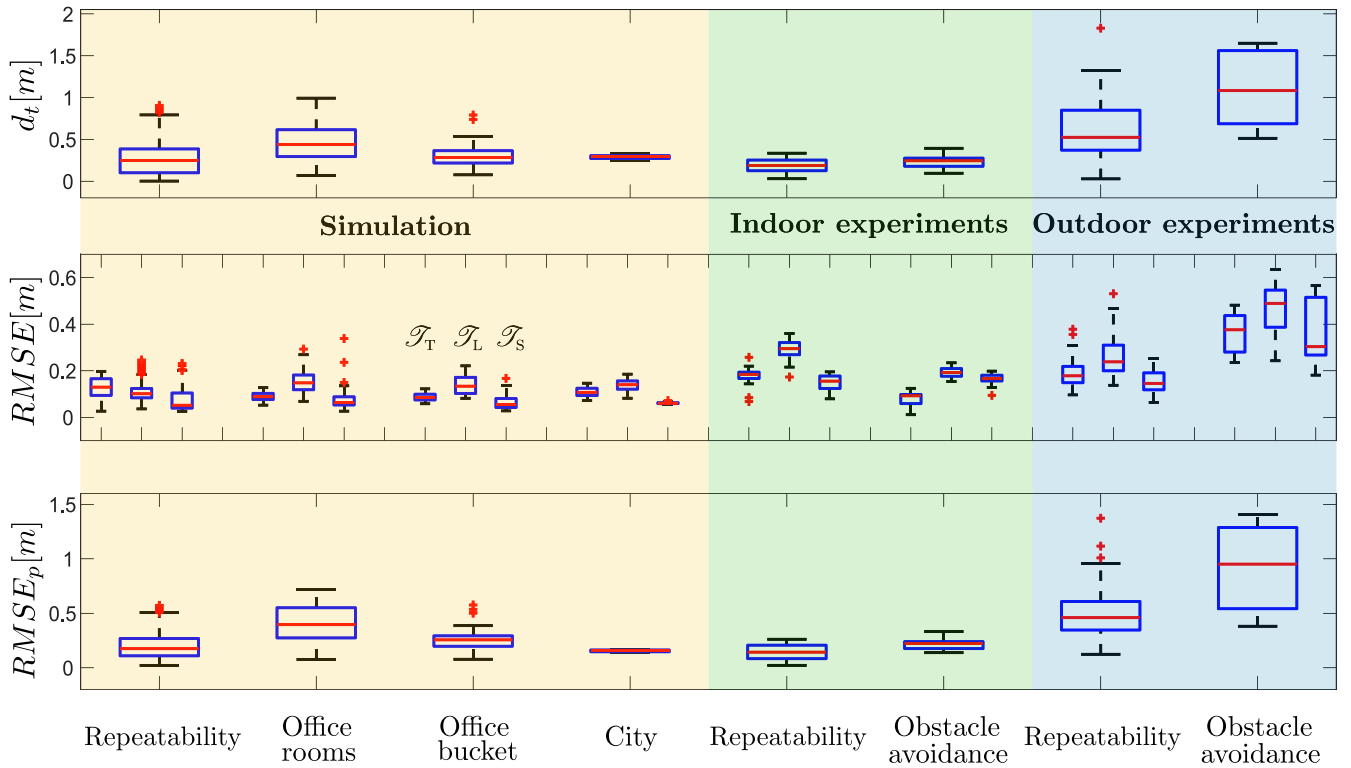 2
1.5
1
0.5
0
d_t[m]
Simulation
Indoor experiments
Outdoor experiments
0.6
0.4
0.2
0
RMSE[m]
𝒯_T 𝒯_L 𝒯_S
1.5
1
0.5
0
RMSE_p[m]
Repeatability
Office
rooms
Office
bucket
City
Repeatability
Obstacle
avoidance
Repeatability
Obstacle
avoidance